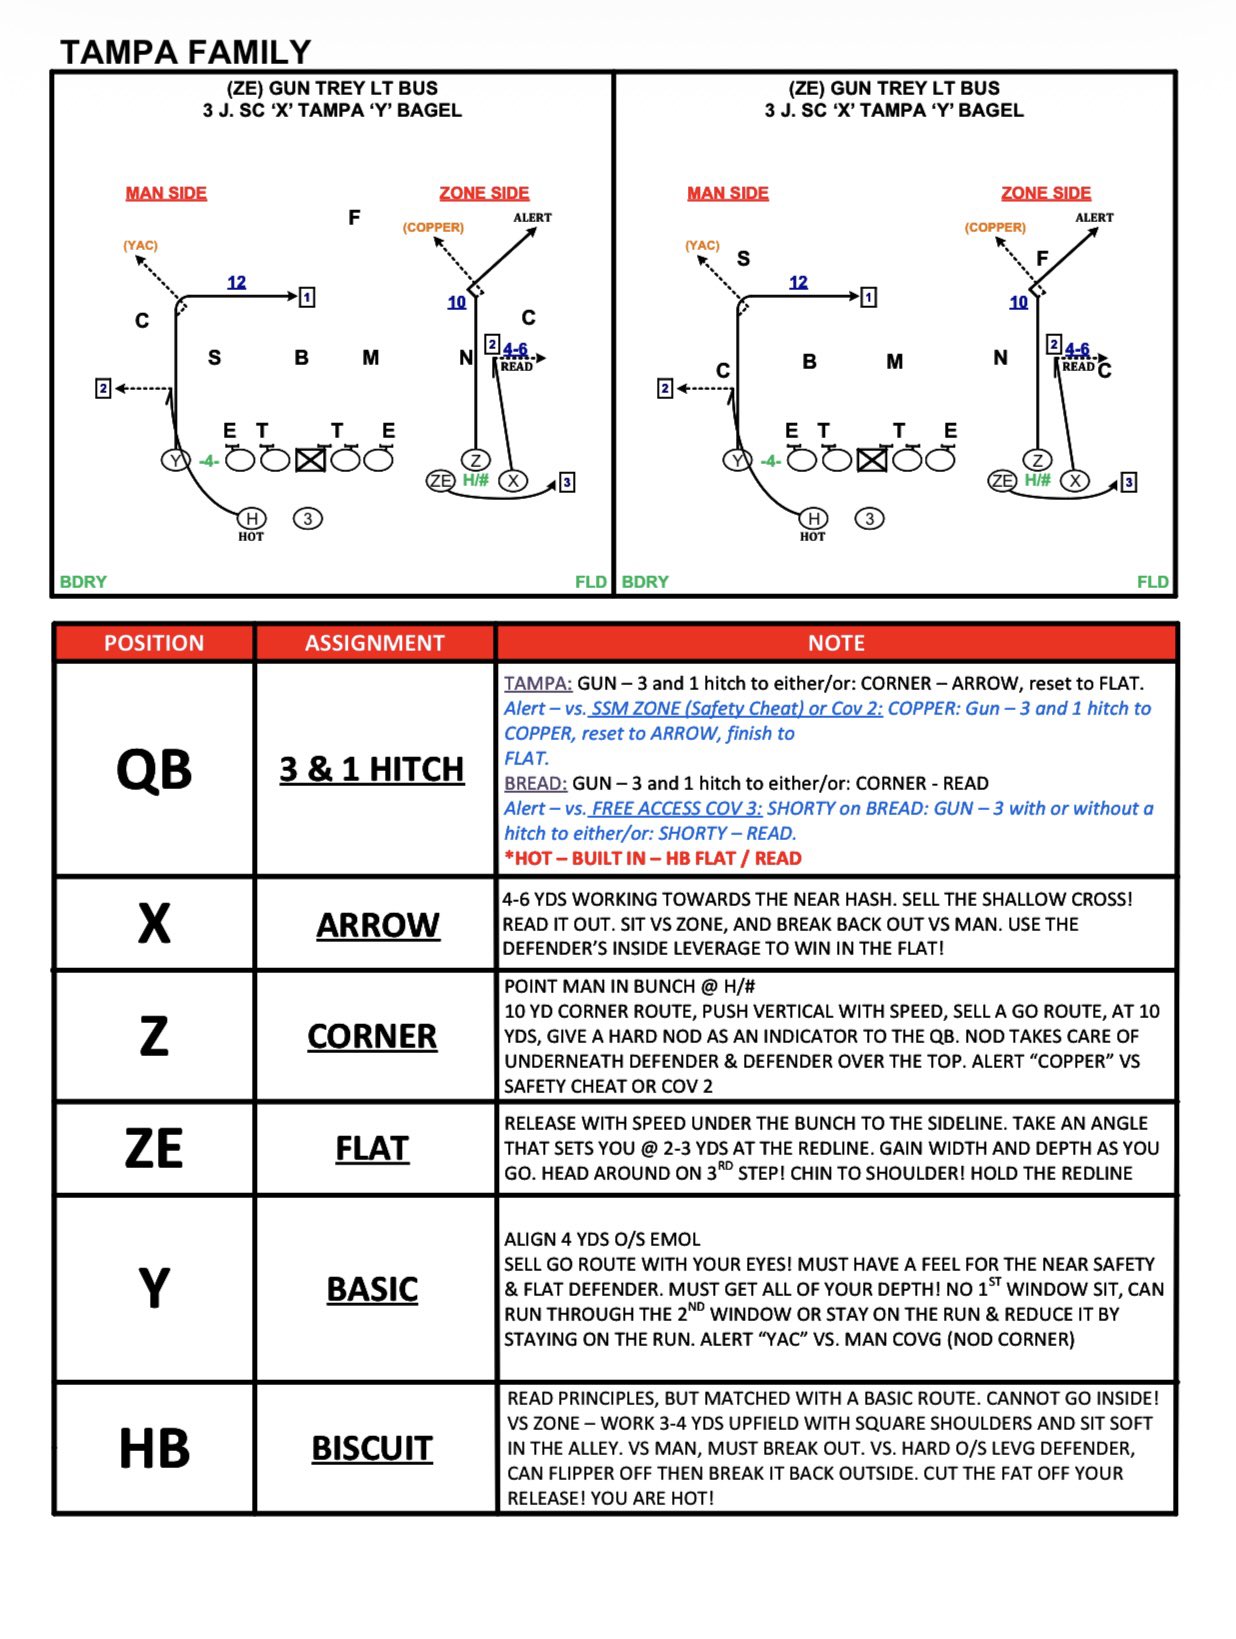 TAMPA FAMILY
(ZE) GUN TREY LT BUS
3 J. SC ‘X’ TAMPA ‘Y’ BAGEL
MAN SIDE
ZONE SIDE
F
(COPPER)
ALERT
(YAC)
12
1
10
C
C
2
4-6
READ
S
B
M
N
2
E
T
T
E
Y
-4-
Z
ZE
H/#
X
3
H
3
HOT
BDRY
FLD
(ZE) GUN TREY LT BUS
3 J. SC ‘X’ TAMPA ‘Y’ BAGEL
MAN SIDE
ZONE SIDE
(COPPER)
ALERT
(YAC)
S
F
12
1
10
2
4-6
READ
C
C
B
M
N
2
E
T
T
E
Y
-4-
Z
ZE
H/#
X
3
H
3
HOT
BDRY
FLD
POSITION
ASSIGNMENT
NOTE
QB
3 & 1 HITCH
TAMPA: GUN – 3 and 1 hitch to either/or: CORNER – ARROW, reset to FLAT.
Alert – vs. SSM ZONE (Safety Cheat) or Cov 2: COPPER: Gun – 3 and 1 hitch to
COPPER, reset to ARROW, finish to
FLAT.
BREAD: GUN – 3 and 1 hitch to either/or: CORNER - READ
Alert – vs. FREE ACCESS COV 3: SHORTY on BREAD: GUN – 3 with or without a
hitch to either/or: SHORTY – READ.
*HOT – BUILT IN – HB FLAT / READ
X
ARROW
4-6 YDS WORKING TOWARDS THE NEAR HASH. SELL THE SHALLOW CROSS!
READ IT OUT. SIT VS ZONE, AND BREAK BACK OUT VS MAN. USE THE
DEFENDER’S INSIDE LEVERAGE TO WIN IN THE FLAT!
Z
CORNER
POINT MAN IN BUNCH @ H/#
10 YD CORNER ROUTE, PUSH VERTICAL WITH SPEED, SELL A GO ROUTE, AT 10
YDS, GIVE A HARD NOD AS AN INDICATOR TO THE QB. NOD TAKES CARE OF
UNDERNEATH DEFENDER & DEFENDER OVER THE TOP. ALERT “COPPER” VS
SAFETY CHEAT OR COV 2
ZE
FLAT
RELEASE WITH SPEED UNDER THE BUNCH TO THE SIDELINE. TAKE AN ANGLE
THAT SETS YOU @ 2-3 YDS AT THE REDLINE. GAIN WIDTH AND DEPTH AS YOU
GO. HEAD AROUND ON 3RD STEP! CHIN TO SHOULDER! HOLD THE REDLINE
Y
BASIC
ALIGN 4 YDS O/S EMOL
SELL GO ROUTE WITH YOUR EYES! MUST HAVE A FEEL FOR THE NEAR SAFETY
& FLAT DEFENDER. MUST GET ALL OF YOUR DEPTH! NO 1ST WINDOW SIT, CAN
RUN THROUGH THE 2ND WINDOW OR STAY ON THE RUN & REDUCE IT BY
STAYING ON THE RUN. ALERT “YAC” VS. MAN COVG (NOD CORNER)
HB
BISCUIT
READ PRINCIPLES, BUT MATCHED WITH A BASIC ROUTE. CANNOT GO INSIDE!
VS ZONE – WORK 3-4 YDS UPFIELD WITH SQUARE SHOULDERS AND SIT SOFT
IN THE ALLEY. VS MAN, MUST BREAK OUT. VS. HARD O/S LEVG DEFENDER,
CAN FLIPPER OFF THEN BREAK IT BACK OUTSIDE. CUT THE FAT OFF YOUR
RELEASE! YOU ARE HOT!